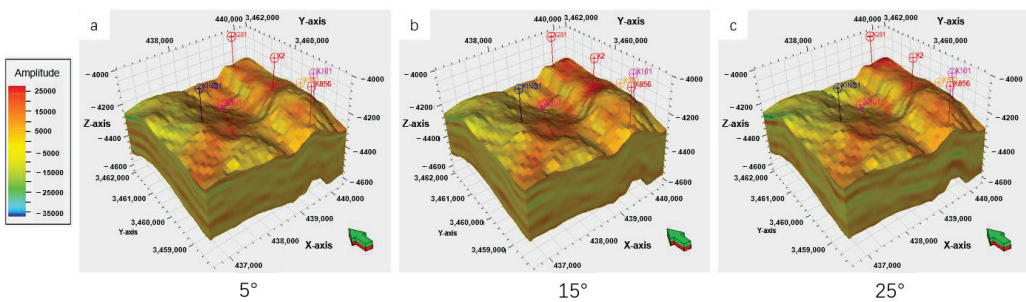 Amplitude
25000
15000
5000
−5000
−15000
−25000
−35000
a
440,000
3,462,000
Y-axis
438,000
3,460,000
−4000
−4000
X201
X2
X101
X856
XINS1
−4200
−4200
Z-axis
−4400
−4400
−4600
−4600
3,462,000
3,461,000
440,000
3,460,000
439,000
Y-axis
3,459,000
438,000
X-axis
437,000
5°
b
440,000
3,462,000
Y-axis
438,000
3,460,000
−4000
−4000
X201
X2
X101
X856
XINS1
−4200
−4200
Z-axis
−4400
−4400
−4600
−4600
3,462,000
3,461,000
440,000
3,460,000
439,000
Y-axis
3,459,000
438,000
X-axis
437,000
15°
c
440,000
3,462,000
Y-axis
438,000
3,460,000
−4000
−4000
X201
X2
X101
X856
XINS1
−4200
−4200
Z-axis
−4400
−4400
−4600
−4600
3,462,000
3,461,000
440,000
3,460,000
439,000
Y-axis
3,459,000
438,000
X-axis
437,000
25°